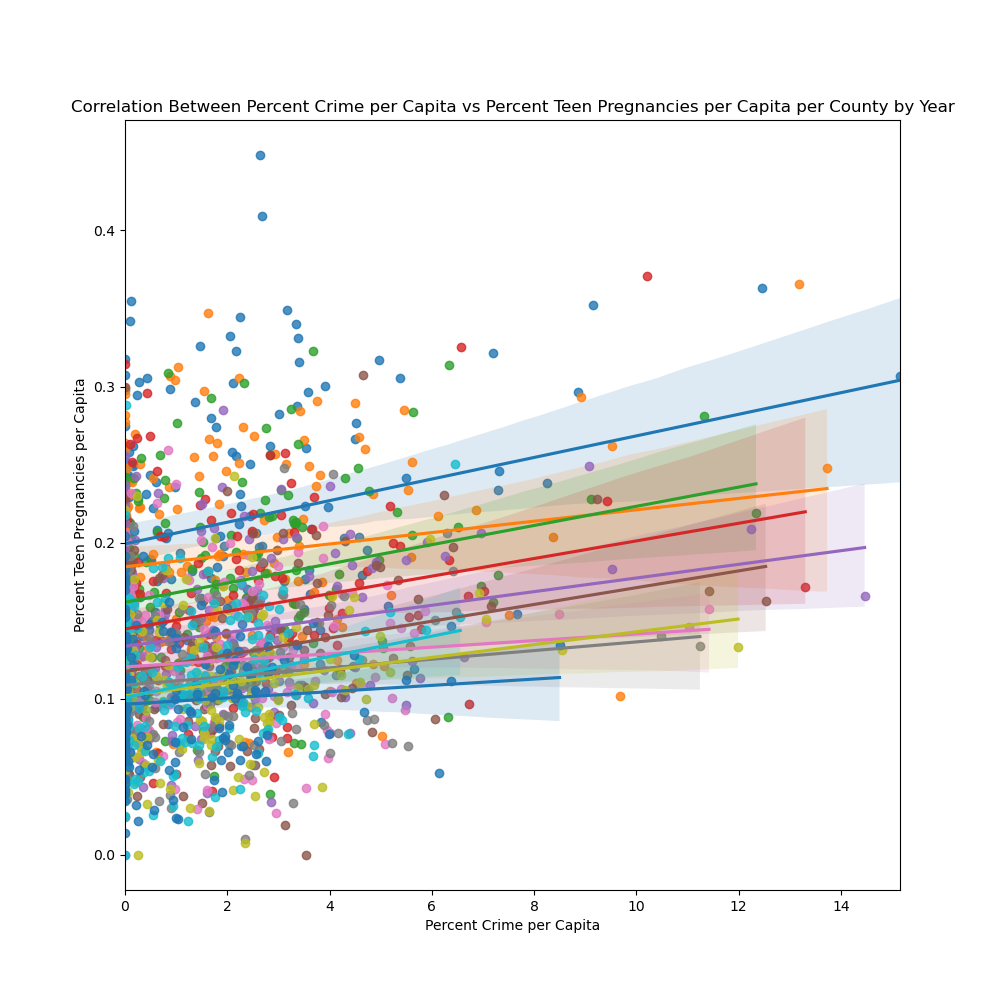 Correlation Between Percent Crime per Capita vs Percent Teen Pregnancies per Capita per County by Year
Percent Teen Pregnancies per Capita
0.4
0.3
0.2
0.1
0.0
0 2 4 6 8 10 12 14
Percent Crime per Capita